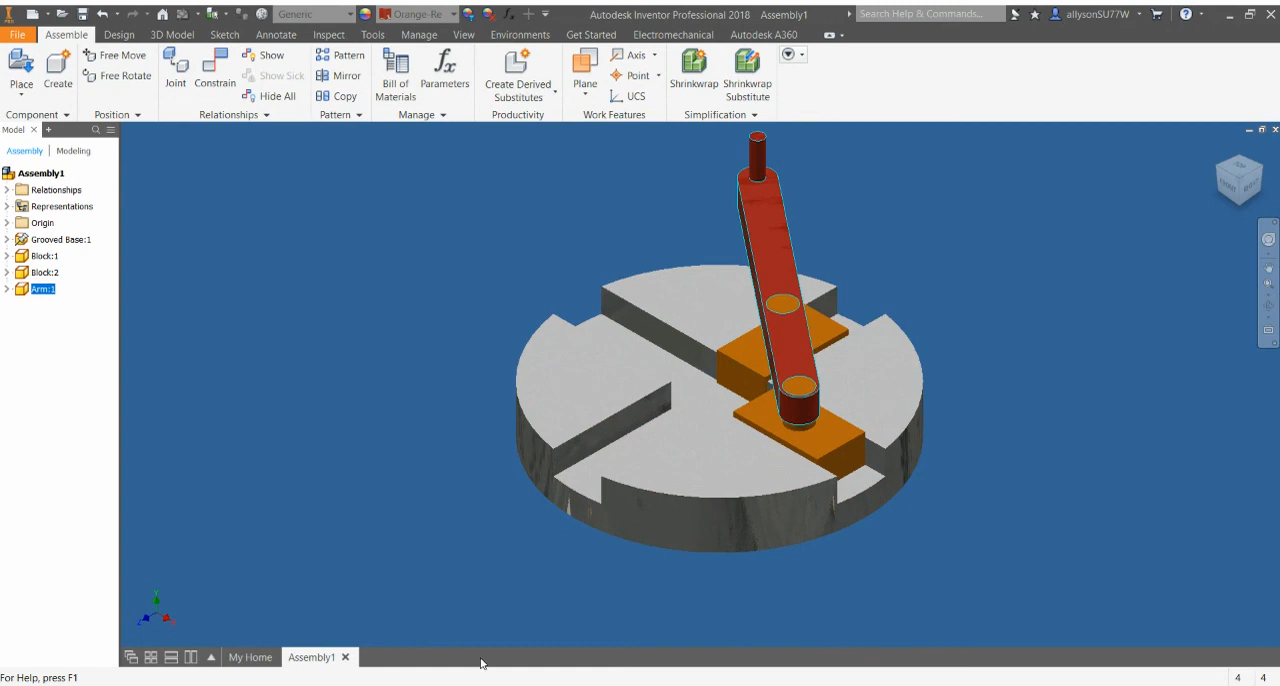 Generic
Orange-Re
Autodesk Inventor Professional 2018 Assembly1
Search Help & Commands...
allysonSU77W
File Assemble Design 3D Model Sketch Annotate Inspect Tools Manage View Environments Get Started Electromechanical Autodesk A360
Place
Create
Free Move
Free Rotate
Joint
Constrain
Show
Show Sick
Hide All
Pattern
Mirror
Copy
Bill of
Materials
Parameters
Create Derived
Substitutes
Plane
Axis
Point
UCS
Shrinkwrap
Shrinkwrap
Substitute
Component Position Relationships Pattern Manage Productivity Work Features Simplification
Model
Assembly Modeling
Assembly1
Relationships
Representations
Origin
Grooved Base:1
Block:1
Block:2
Arm:1
My Home Assembly1
For Help, press F1
4 4